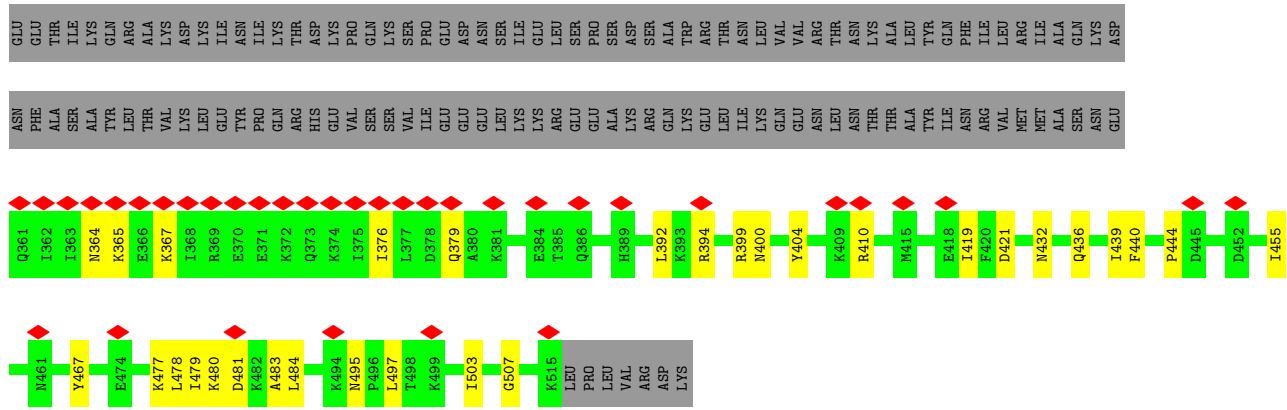 GLU GLU THR ILE LYS GLN ARG ALA LYS ASP LYS ILE ASN ILE LYS THR ASP LYS PRO GLN LYS SER PRO GLU ASP ASN SER ILE GLU LEU SER PRO SER ASP SER ALA TRP ARG THR ASN LEU VAL VAL ARG THR ASN LYS ALA LEU TYR GLN PHE ILE LEU ARG ILE ALA GLN LYS ASP
ASN PHE ALA SER ALA TYR LEU THR VAL LYS LEU GLU TYR PRO GLN ARG HIS GLU VAL SER SER VAL ILE GLU GLU GLU LEU LYS LYS ARG GLU GLU ALA LYS ARG GLN LYS GLU LEU ILE LYS GLN GLU ASN LEU ASN THR THR ALA TYR ILE ASN ARG VAL MET MET ALA SER ASN GLU
Q361 I362 I363 N364 K365 E366 K367 I368 R369 E370 E371 K372 Q373 K374 I375 I376 L377 D378 Q379 A380 K381 E384 T385 Q386 H389 L392 K393 R394 R399 N400 Y404 K409 R410 M415 E418 I419 F420 D421 N432 Q436 I439 F440 P444 D445 D452 I455
N461 Y467 E474 K477 L478 I479 K480 D481 K482 A483 L484 K494 N495 P496 L497 T498 K499 I503 G507 K515 LEU PRO LEU VAL ARG ASP LYS